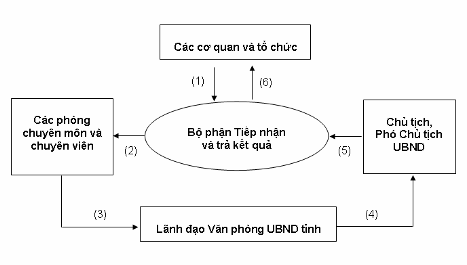 Các cơ quan và tổ chức
(1)
(6)
Các phòng
chuyên môn và
chuyên viên
(2)
Bộ phận Tiếp nhận
và trả kết quả
(5)
Chủ tịch,
Phó Chủ tịch
UBND
(3)
Lãnh đạo Văn phòng UBND tỉnh
(4)